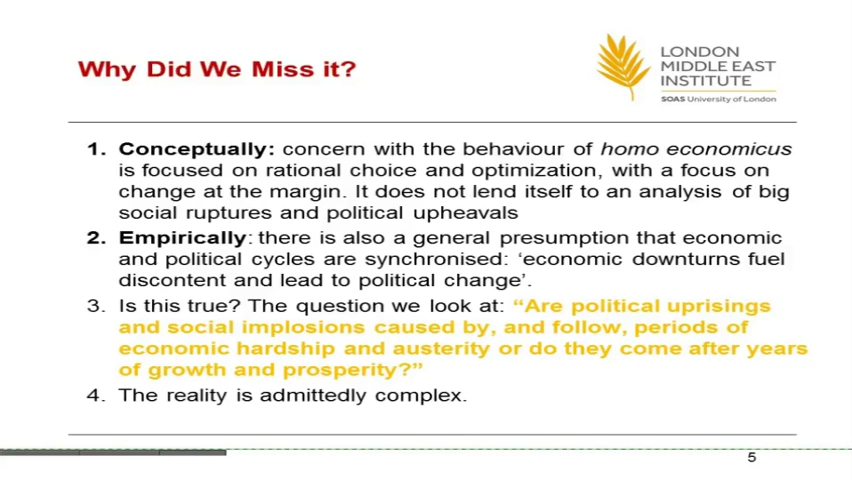 Why Did We Miss it?
LONDON
MIDDLE EAST
INSTITUTE
SOAS University of London
1. Conceptually: concern with the behaviour of homo economicus
is focused on rational choice and optimization, with a focus on
change at the margin. It does not lend itself to an analysis of big
social ruptures and political upheavals
2. Empirically: there is also a general presumption that economic
and political cycles are synchronised: ‘economic downturns fuel
discontent and lead to political change’.
3. Is this true? The question we look at: “Are political uprisings
and social implosions caused by, and follow, periods of
economic hardship and austerity or do they come after years
of growth and prosperity?”
4. The reality is admittedly complex.
5